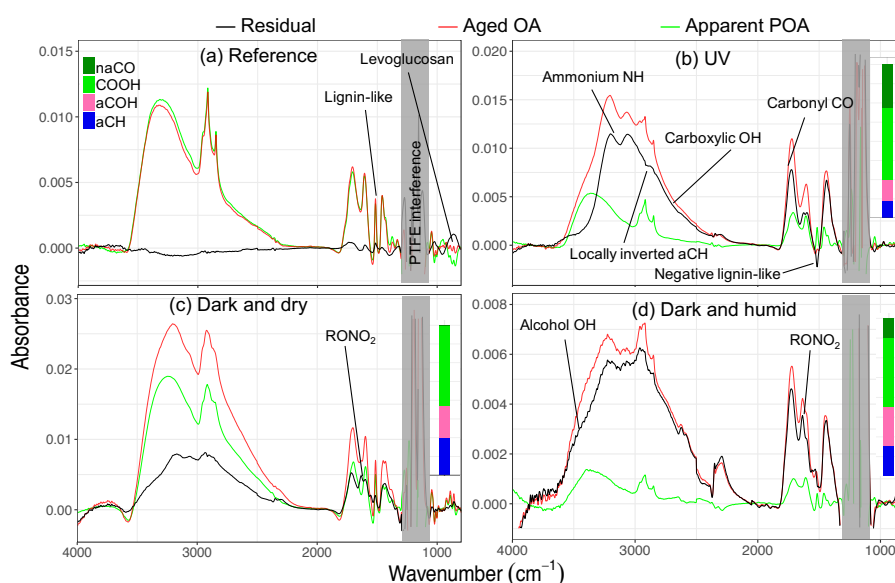 Residual Aged OA Apparent POA
(a) Reference
Levoglucosan
Lignin-like
naCO
COOH
aCOH
aCH
PTFE interference
0.015
0.010
0.005
0.000
(b) UV
Ammonium NH
Carbonyl CO
Carboxylic OH
Locally inverted aCH
Negative lignin-like
0.020
0.015
0.010
0.005
0.000
(c) Dark and dry
RONO₂
0.03
0.02
0.01
0.00
4000 3000 2000 1000
(d) Dark and humid
Alcohol OH
RONO₂
0.008
0.006
0.004
0.002
0.000
4000 3000 2000 1000
Absorbance
Wavenumber (cm⁻¹)